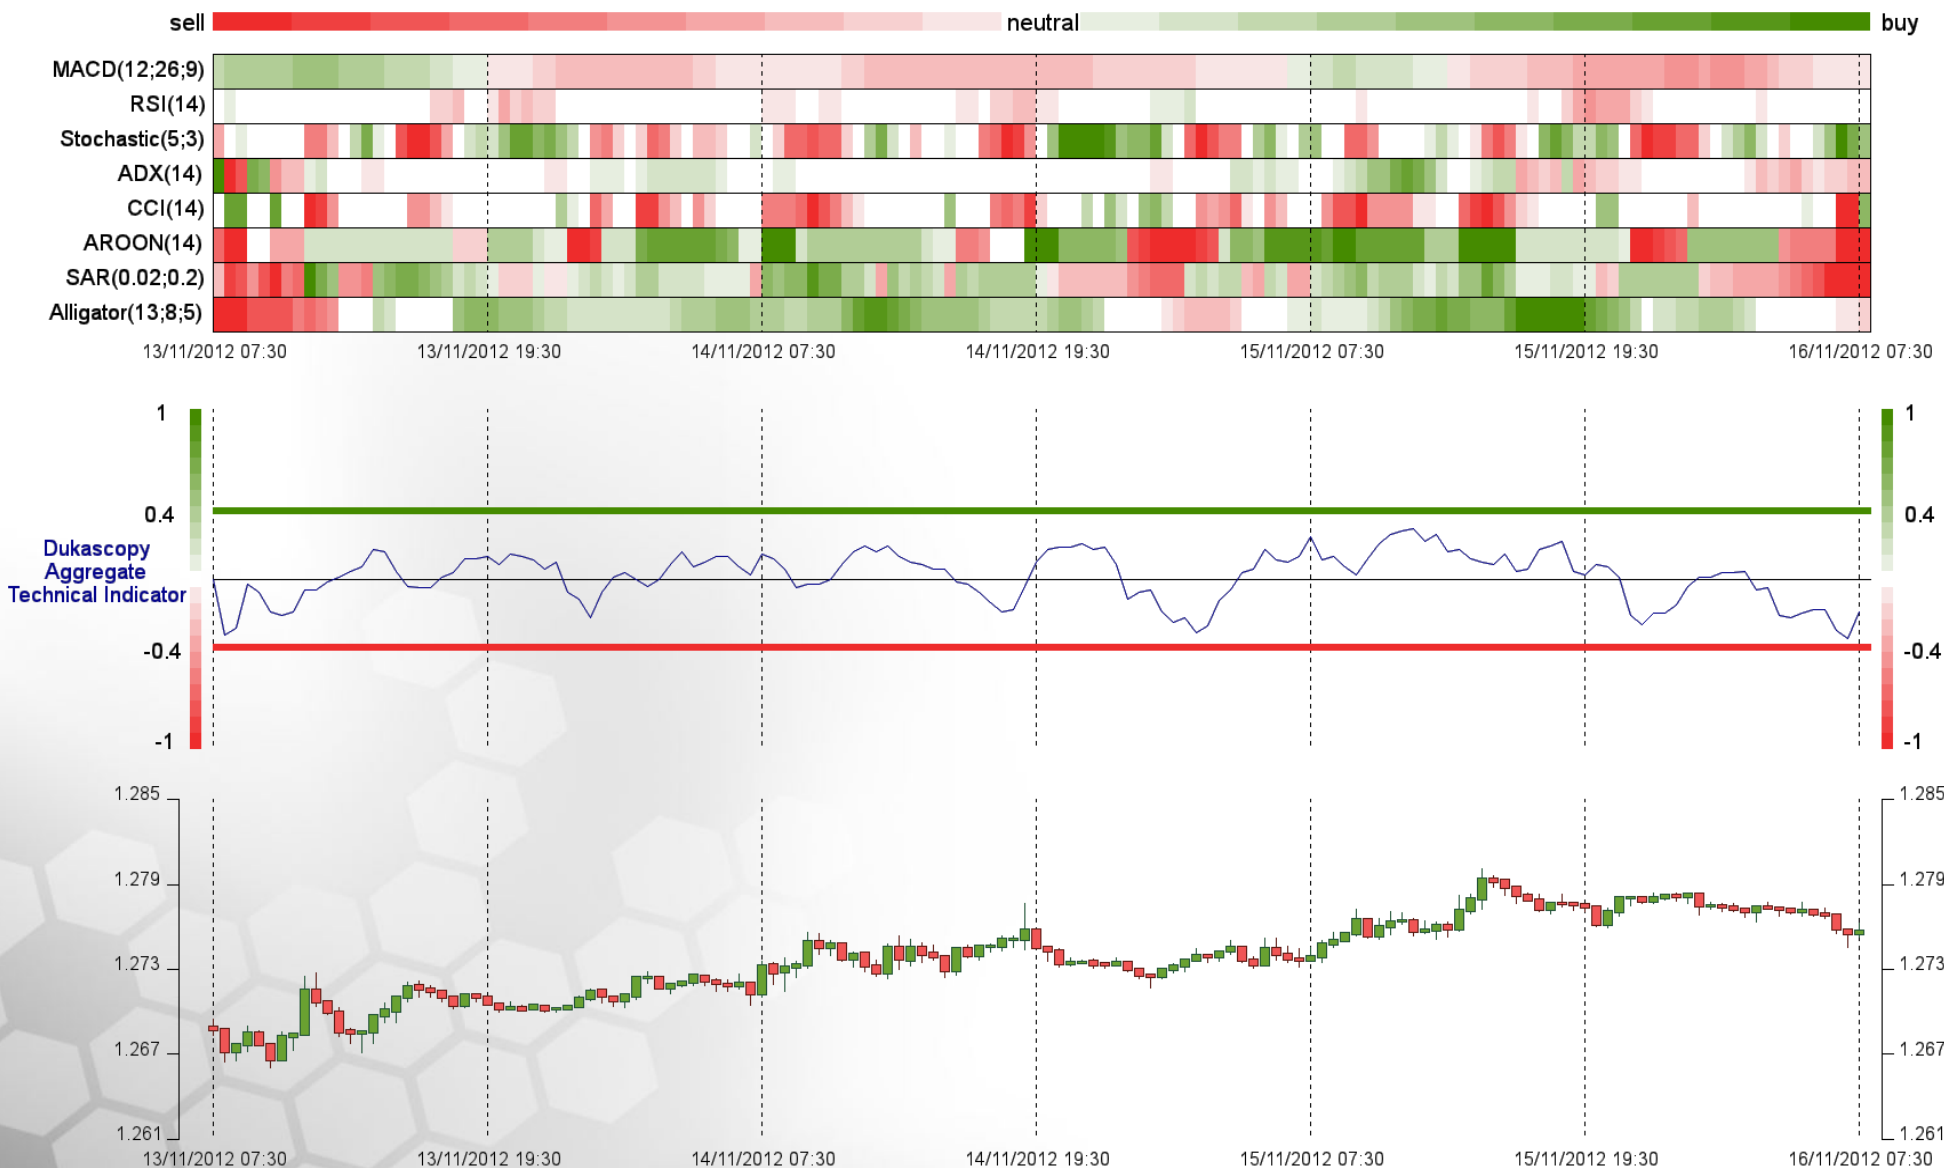 sell neutral buy
MACD(12;26;9)
RSI(14)
Stochastic(5;3)
ADX(14)
CCI(14)
AROON(14)
SAR(0.02;0.2)
Alligator(13;8;5)
13/11/2012 07:30 13/11/2012 19:30 14/11/2012 07:30 14/11/2012 19:30 15/11/2012 07:30 15/11/2012 19:30 16/11/2012 07:30
1 1
0.4 0.4
Dukascopy
Aggregate
Technical Indicator
-0.4 -0.4
-1 -1
1.285 1.285
1.279 1.279
1.273 1.273
1.267 1.267
1.261 1.261
13/11/2012 07:30 13/11/2012 19:30 14/11/2012 07:30 14/11/2012 19:30 15/11/2012 07:30 15/11/2012 19:30 16/11/2012 07:30